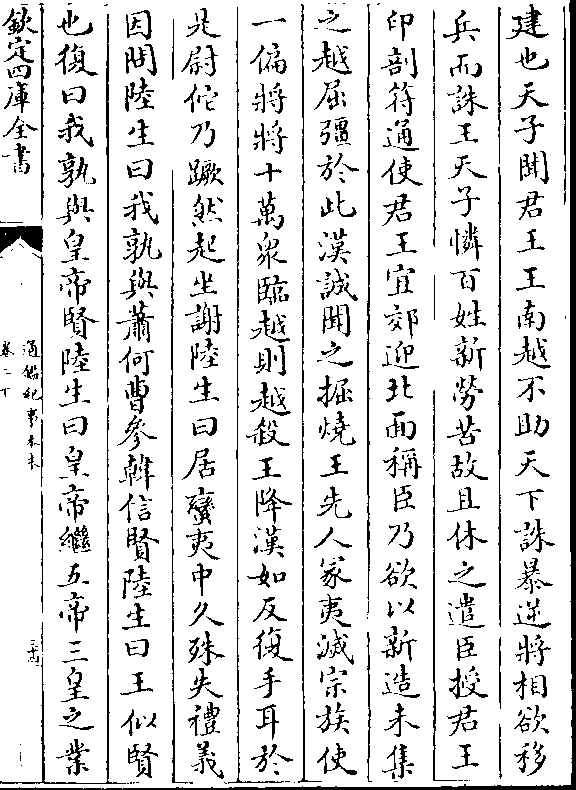 建也天子聞君王王南越不助天下誅暴逆將相欲移
兵而誅王天子憐百姓新勞苦故且休之遣臣授君王
印剖符通使君王宜郊迎北面稱臣乃欲以新造未集
之越屈彊於此漢誠聞之掘燒王先人冢夷滅宗族使
一偏將將十萬衆臨越則越殺王降漢如反復手耳於
是尉佗乃蹶然起坐謝陸生曰居蠻夷中久殊失禮義
因問陸生曰我孰與蕭何曹參韓信賢陸生曰王似賢
也復曰我孰與皇帝賢陸生曰皇帝繼五帝三皇之業
欽定四庫全書
通鑑紀事本末
卷二下